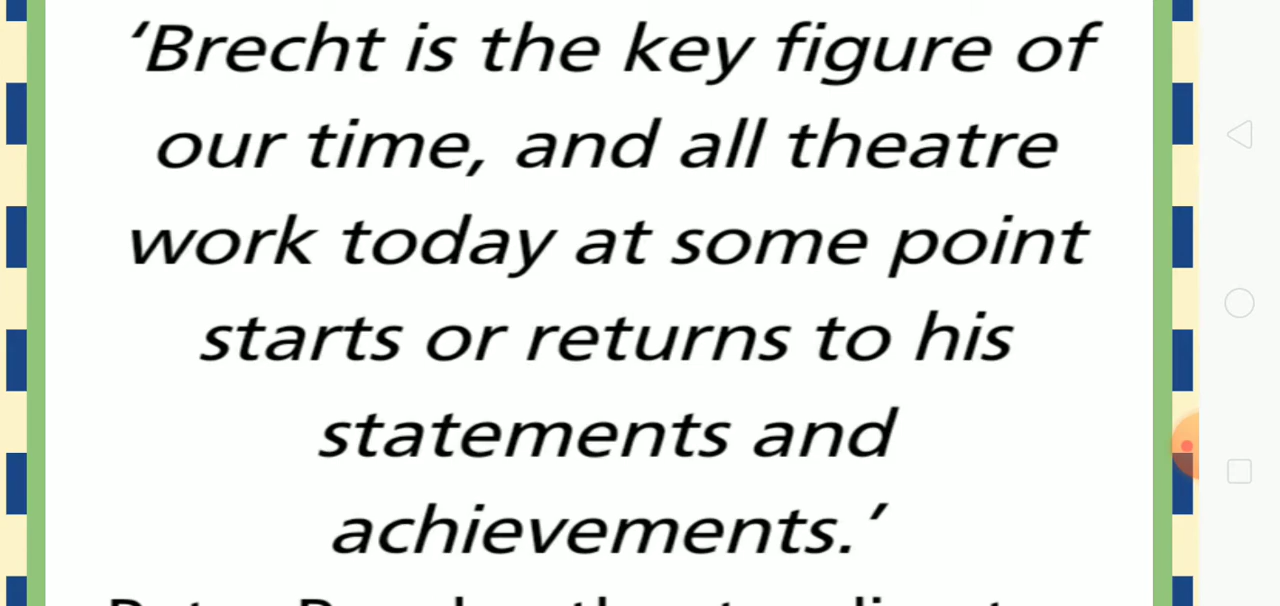 ‘Brecht is the key figure of
our time, and all theatre
work today at some point
starts or returns to his
statements and
achievements.’